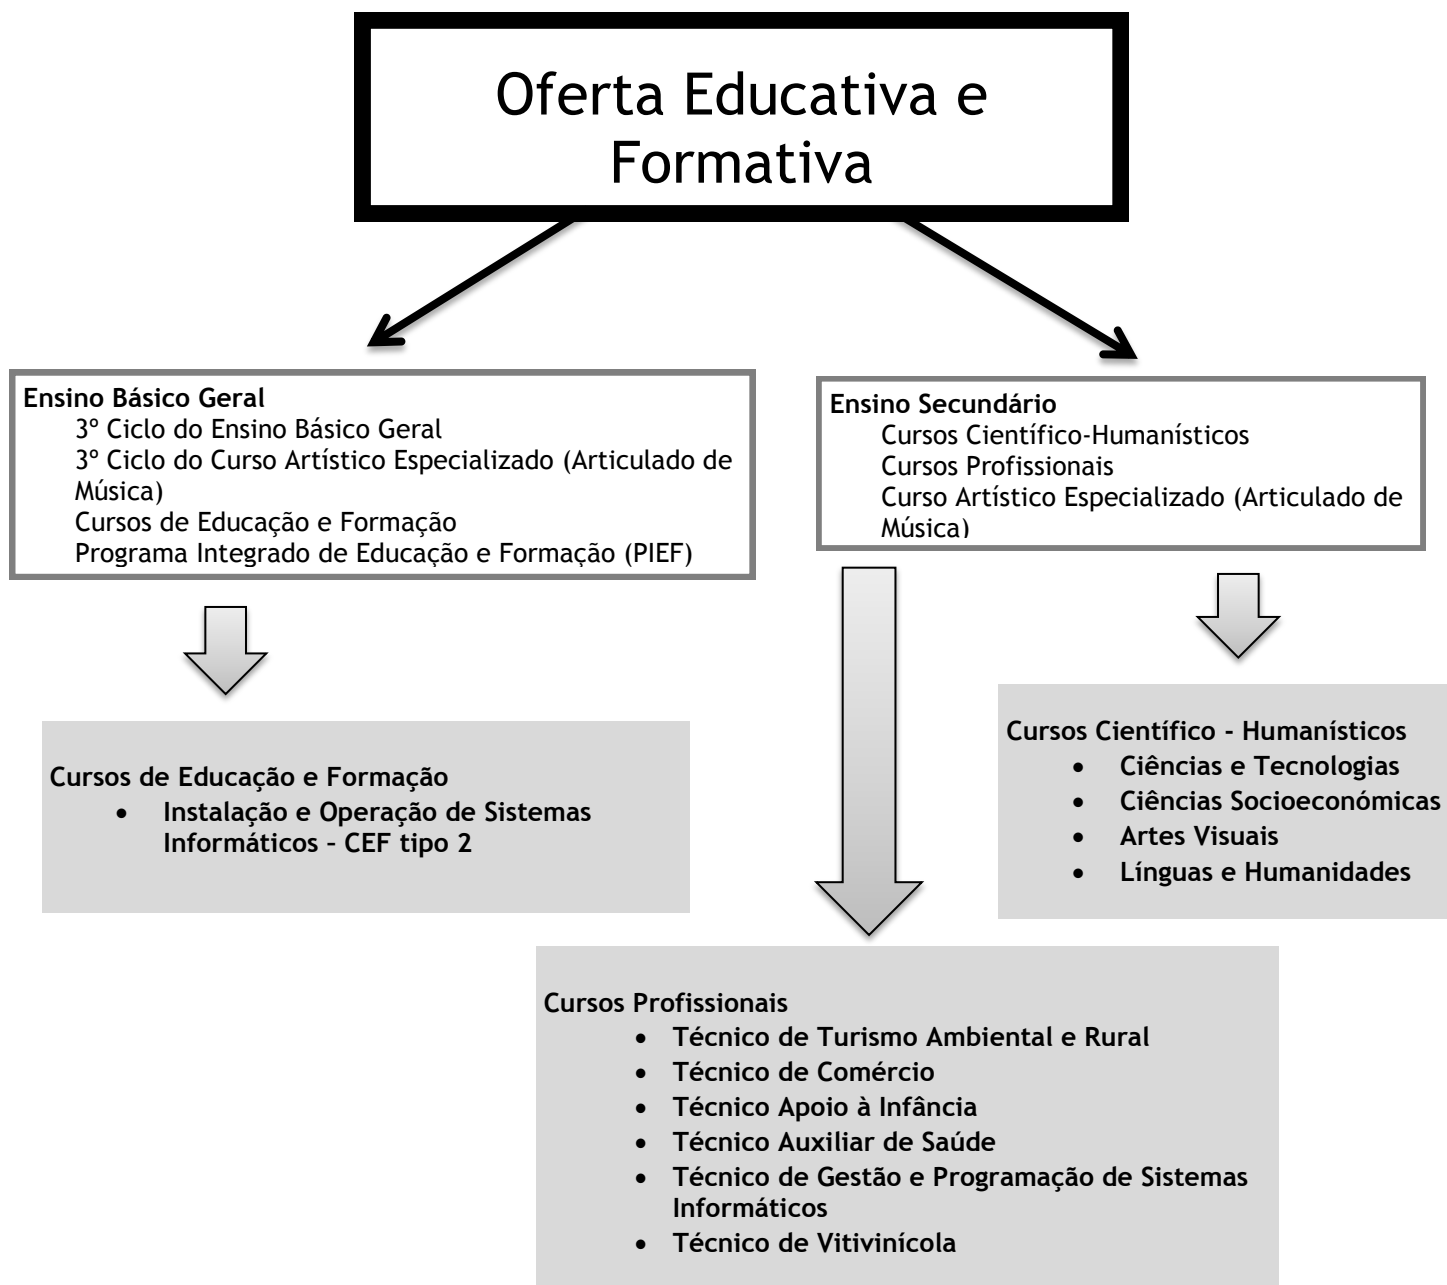 Oferta Educativa e
Formativa
Ensino Básico Geral
3º Ciclo do Ensino Básico Geral
3º Ciclo do Curso Artístico Especializado (Articulado de
Música)
Cursos de Educação e Formação
Programa Integrado de Educação e Formação (PIEF)
Ensino Secundário
Cursos Científico-Humanísticos
Cursos Profissionais
Curso Artístico Especializado (Articulado de
Música)
Cursos de Educação e Formação
• Instalação e Operação de Sistemas
Informáticos – CEF tipo 2
Cursos Científico - Humanísticos
• Ciências e Tecnologias
• Ciências Socioeconómicas
• Artes Visuais
• Línguas e Humanidades
Cursos Profissionais
• Técnico de Turismo Ambiental e Rural
• Técnico de Comércio
• Técnico Apoio à Infância
• Técnico Auxiliar de Saúde
• Técnico de Gestão e Programação de Sistemas
Informáticos
• Técnico de Vitivinícola